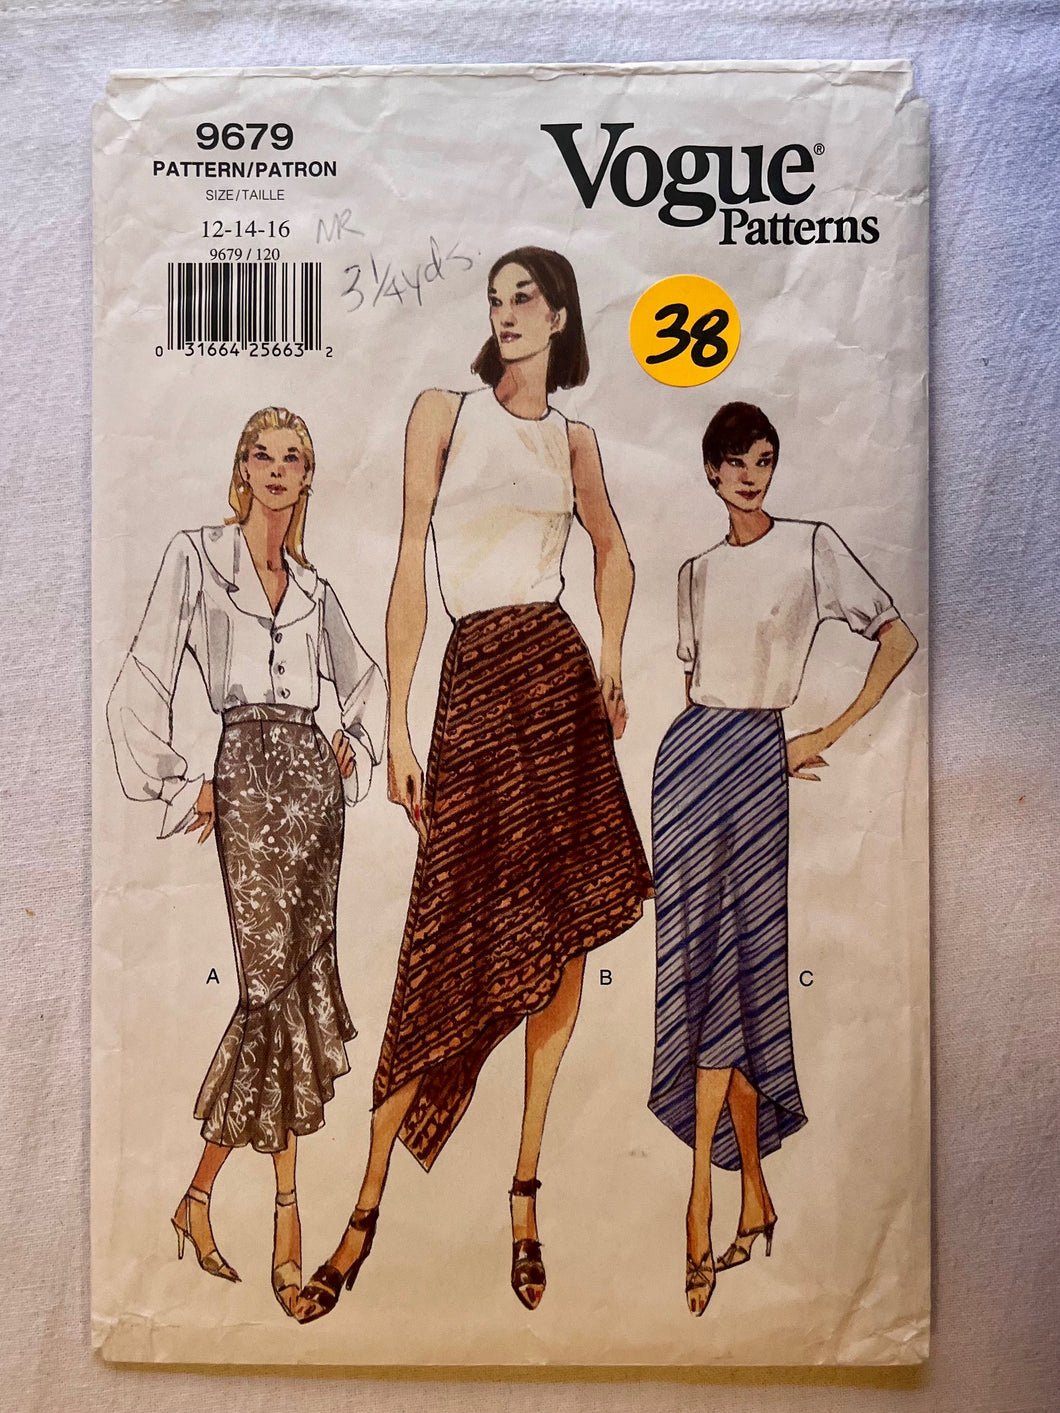 9679
PATTERN/PATRON
SIZE/TAILLE
12-14-16
9679 / 120
0 31664 25663 2
NR
3 1/4 yds.
Vogue®
Patterns
38
A
B
C